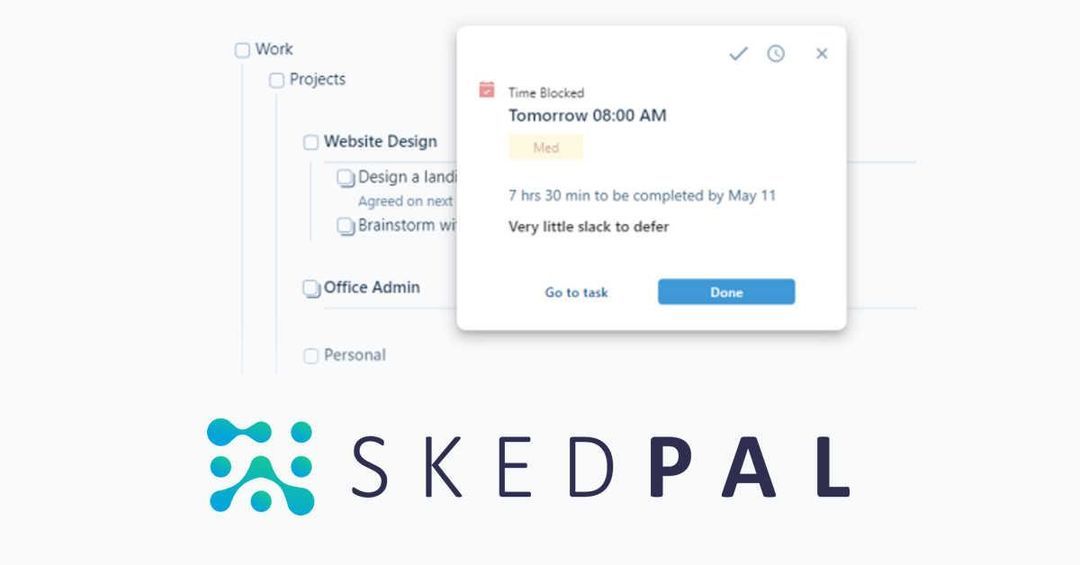 Work
Projects
Website Design
Design a landi
Agreed on next
Brainstorm wi
Office Admin
Personal
Time Blocked
Tomorrow 08:00 AM
Med
7 hrs 30 min to be completed by May 11
Very little slack to defer
Go to task
Done
SKEDPAL